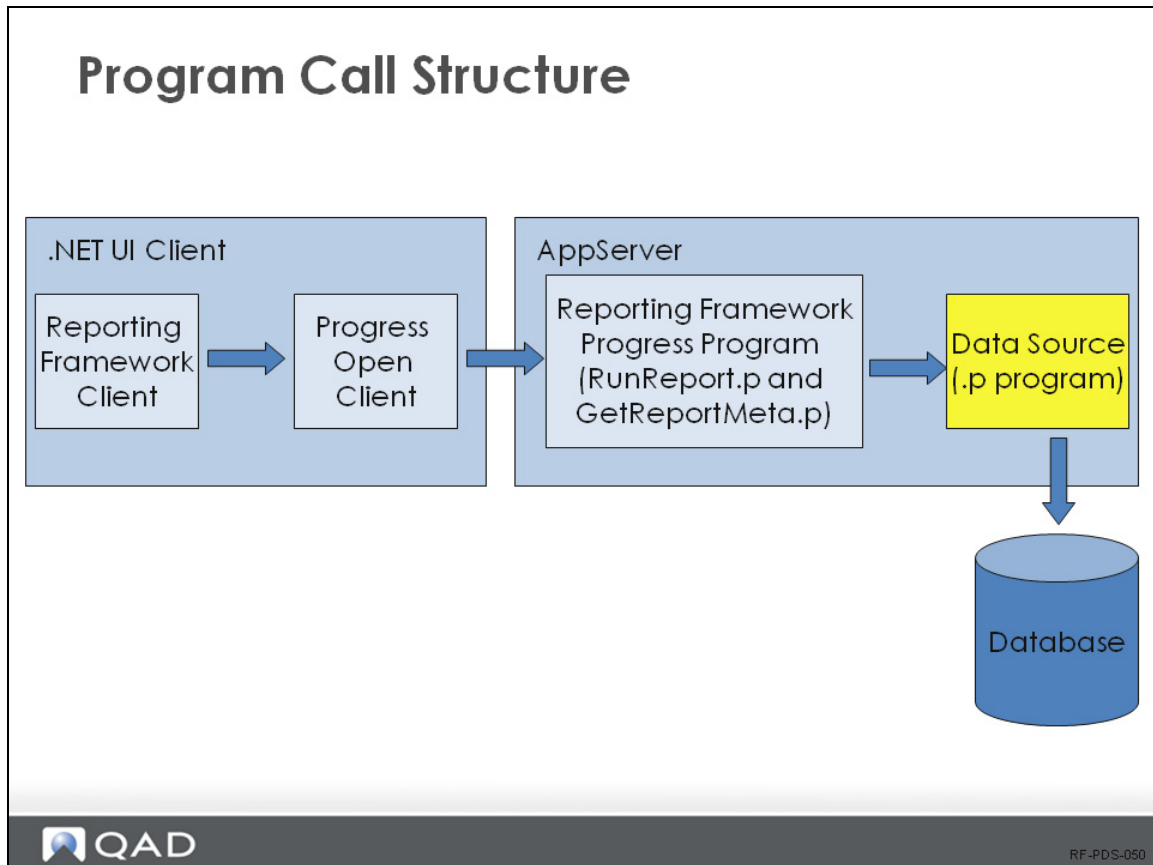 Program Call Structure
.NET UI Client
Reporting
Framework
Client
Progress
Open
Client
AppServer
Reporting Framework
Progress Program
(RunReport.p and
GetReportMeta.p)
Data Source
(.p program)
Database
QAD
RF-PDS-050